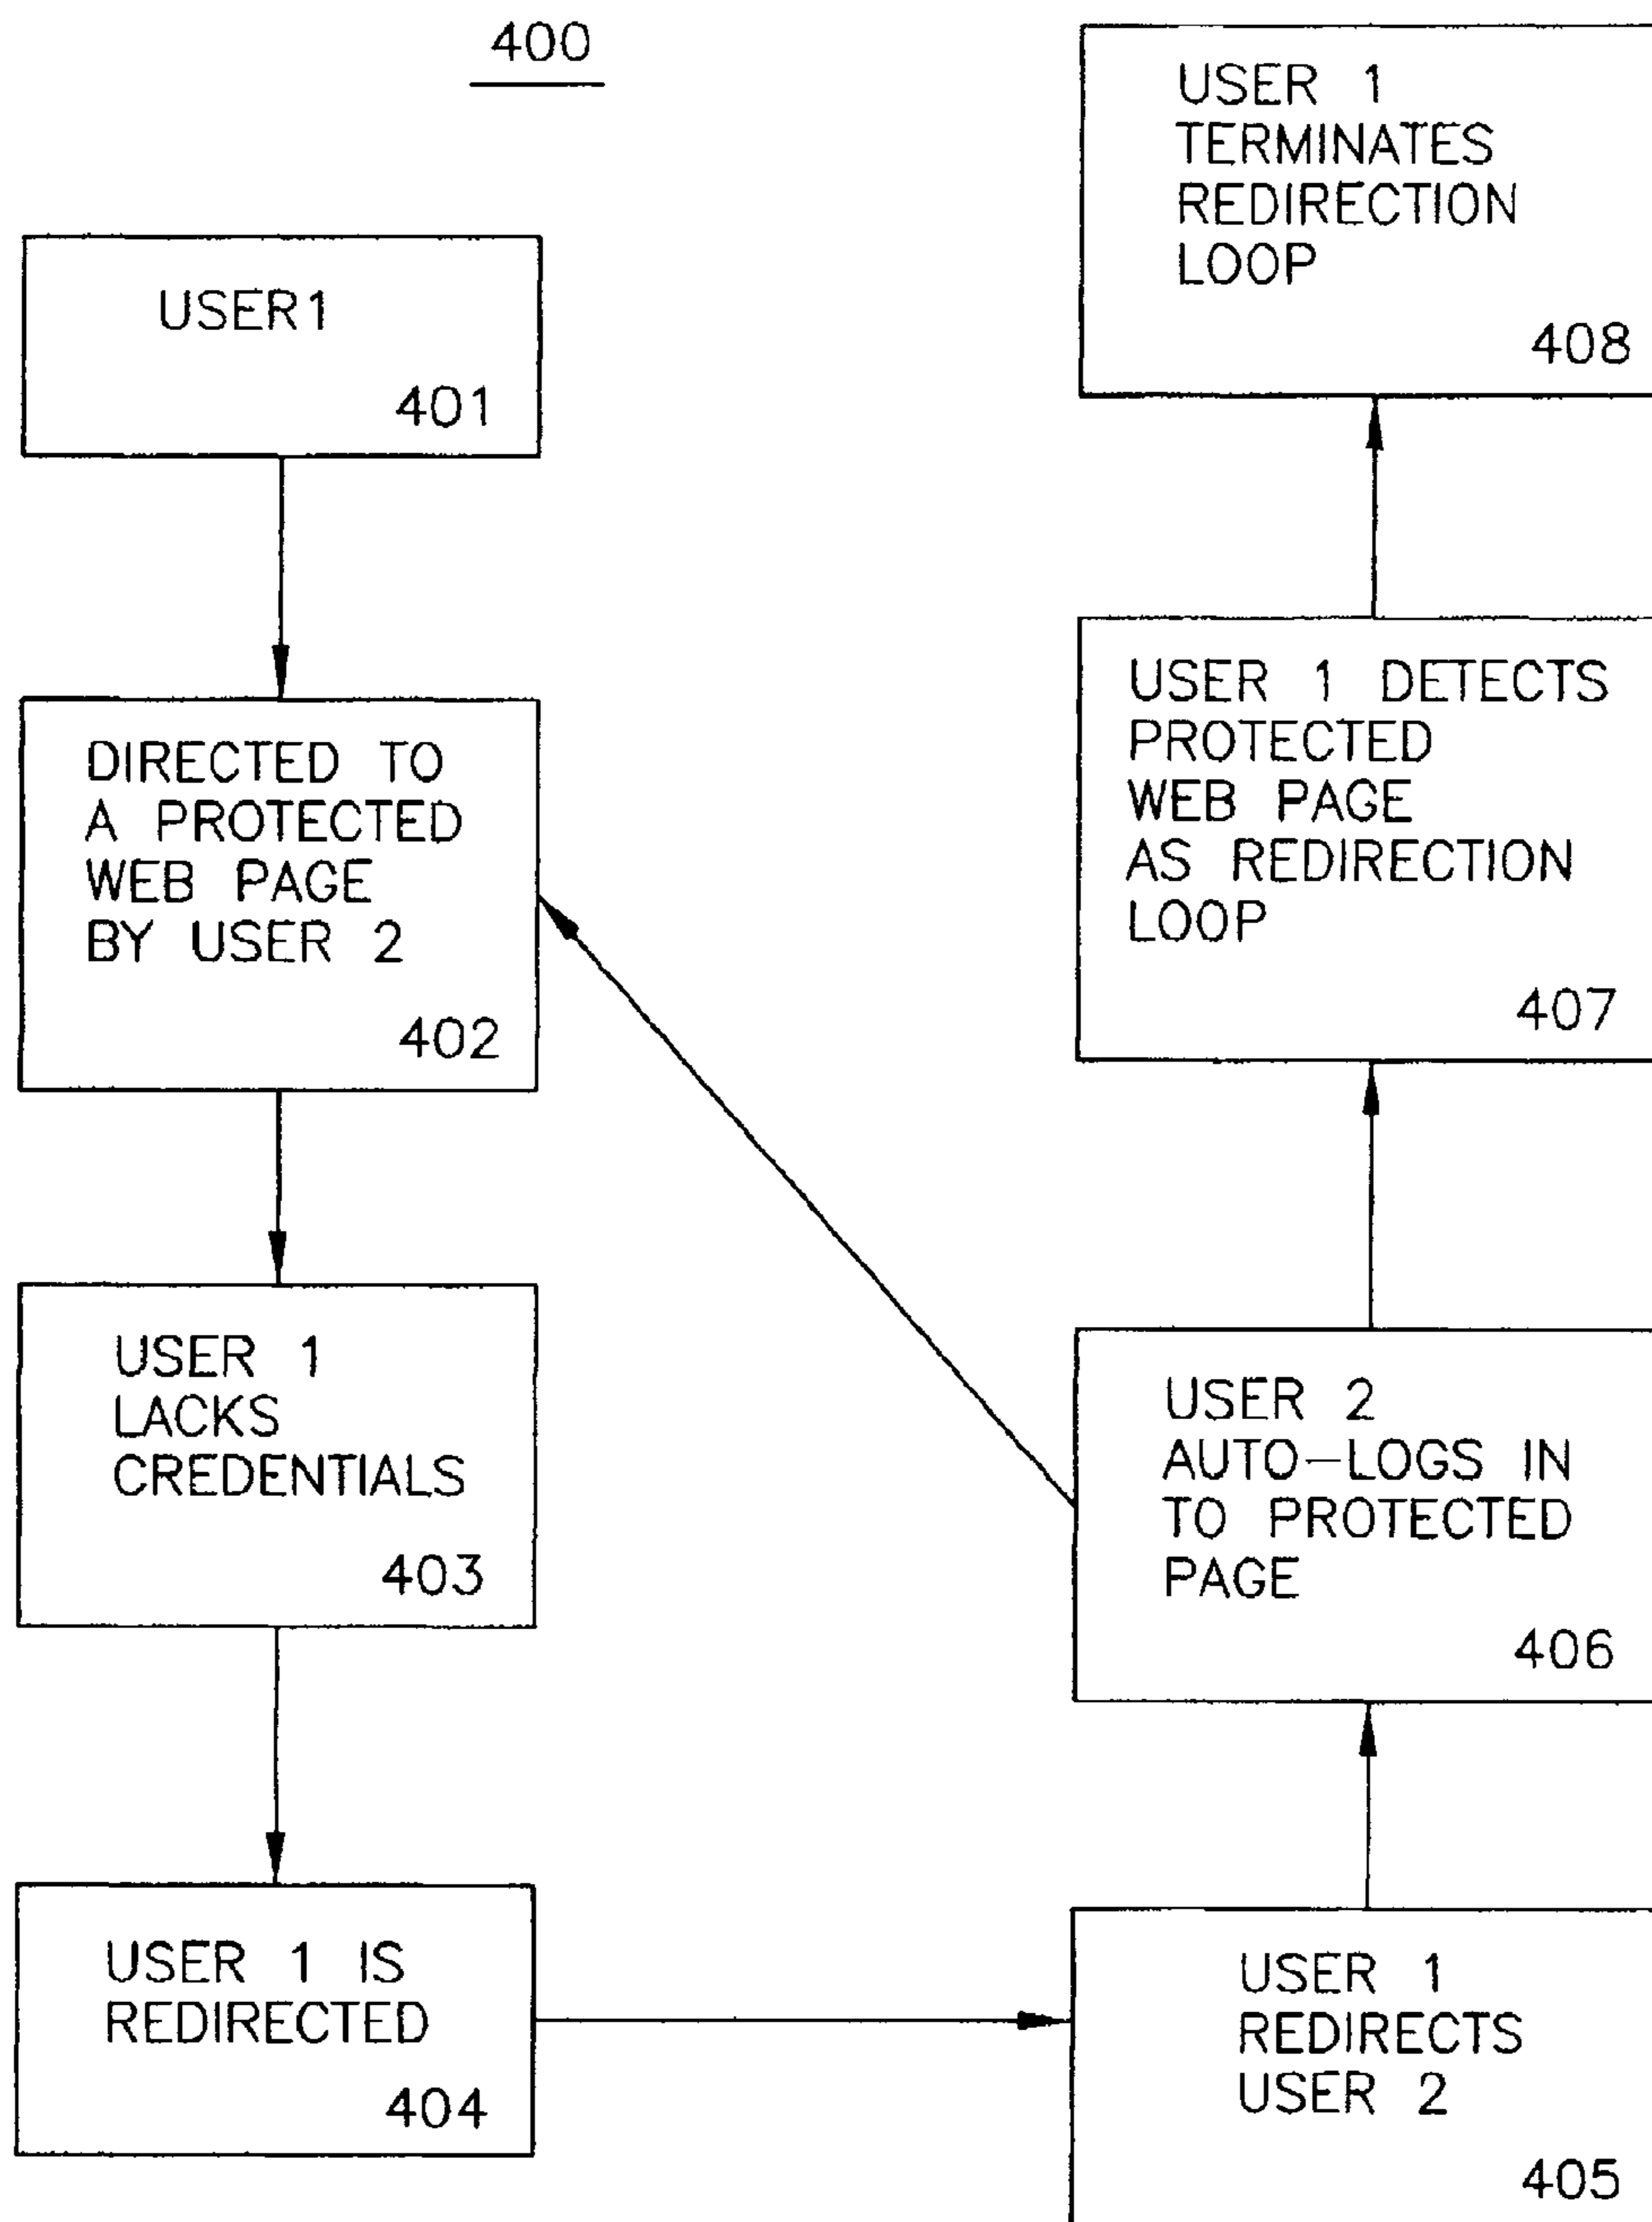 400
USER1
401
DIRECTED TO
A PROTECTED
WEB PAGE
BY USER 2
402
USER 1
LACKS
CREDENTIALS
403
USER 1 IS
REDIRECTED
404
USER 1
REDIRECTS
USER 2
405
USER 2
AUTO-LOGS IN
TO PROTECTED
PAGE
406
USER 1 DETECTS
PROTECTED
WEB PAGE
AS REDIRECTION
LOOP
407
USER 1
TERMINATES
REDIRECTION
LOOP
408